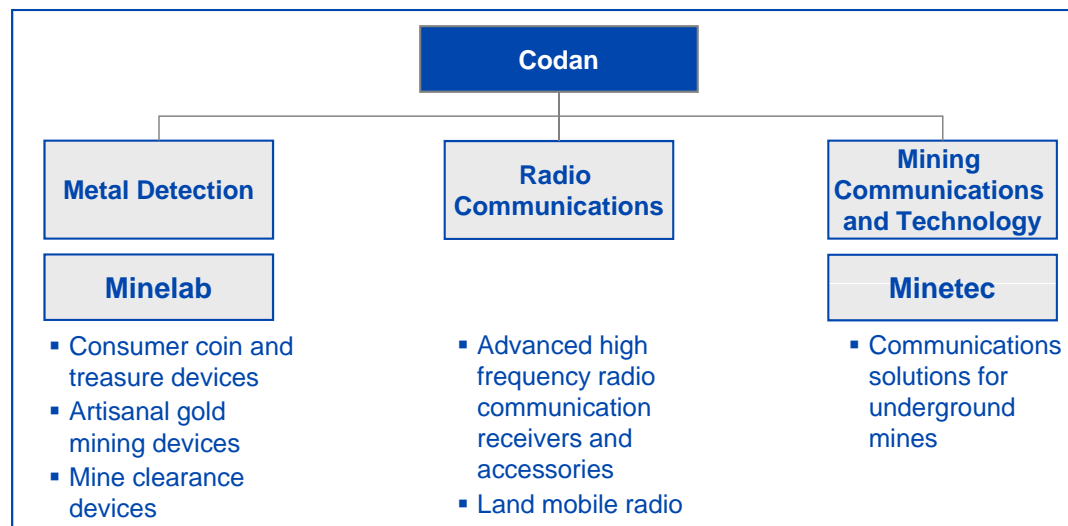 Codan
Metal Detection
Minelab
▪ Consumer coin and
treasure devices
▪ Artisanal gold
mining devices
▪ Mine clearance
devices
Radio
Communications
▪ Advanced high
frequency radio
communication
receivers and
accessories
▪ Land mobile radio
Mining
Communications
and Technology
Minetec
▪ Communications
solutions for
underground
mines